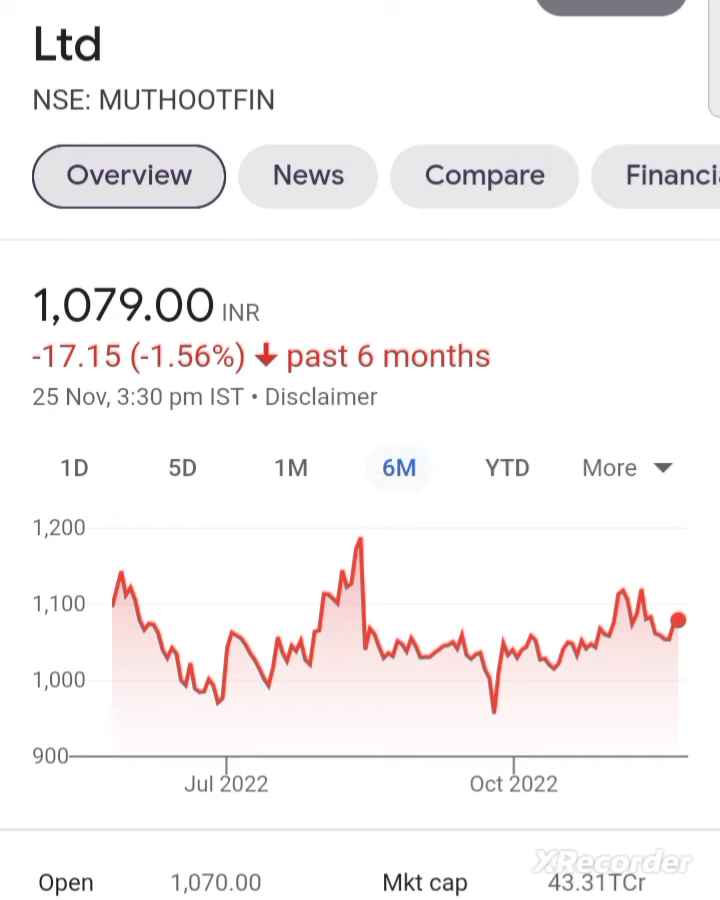 Ltd
NSE: MUTHOOTFIN
Overview News Compare Financi
1,079.00 INR
-17.15 (-1.56%) past 6 months
25 Nov, 3:30 pm IST • Disclaimer
1D 5D 1M 6M YTD More
1,200
1,100
1,000
900
Jul 2022 Oct 2022
XRecorder
Open 1,070.00 Mkt cap 43.31TCr